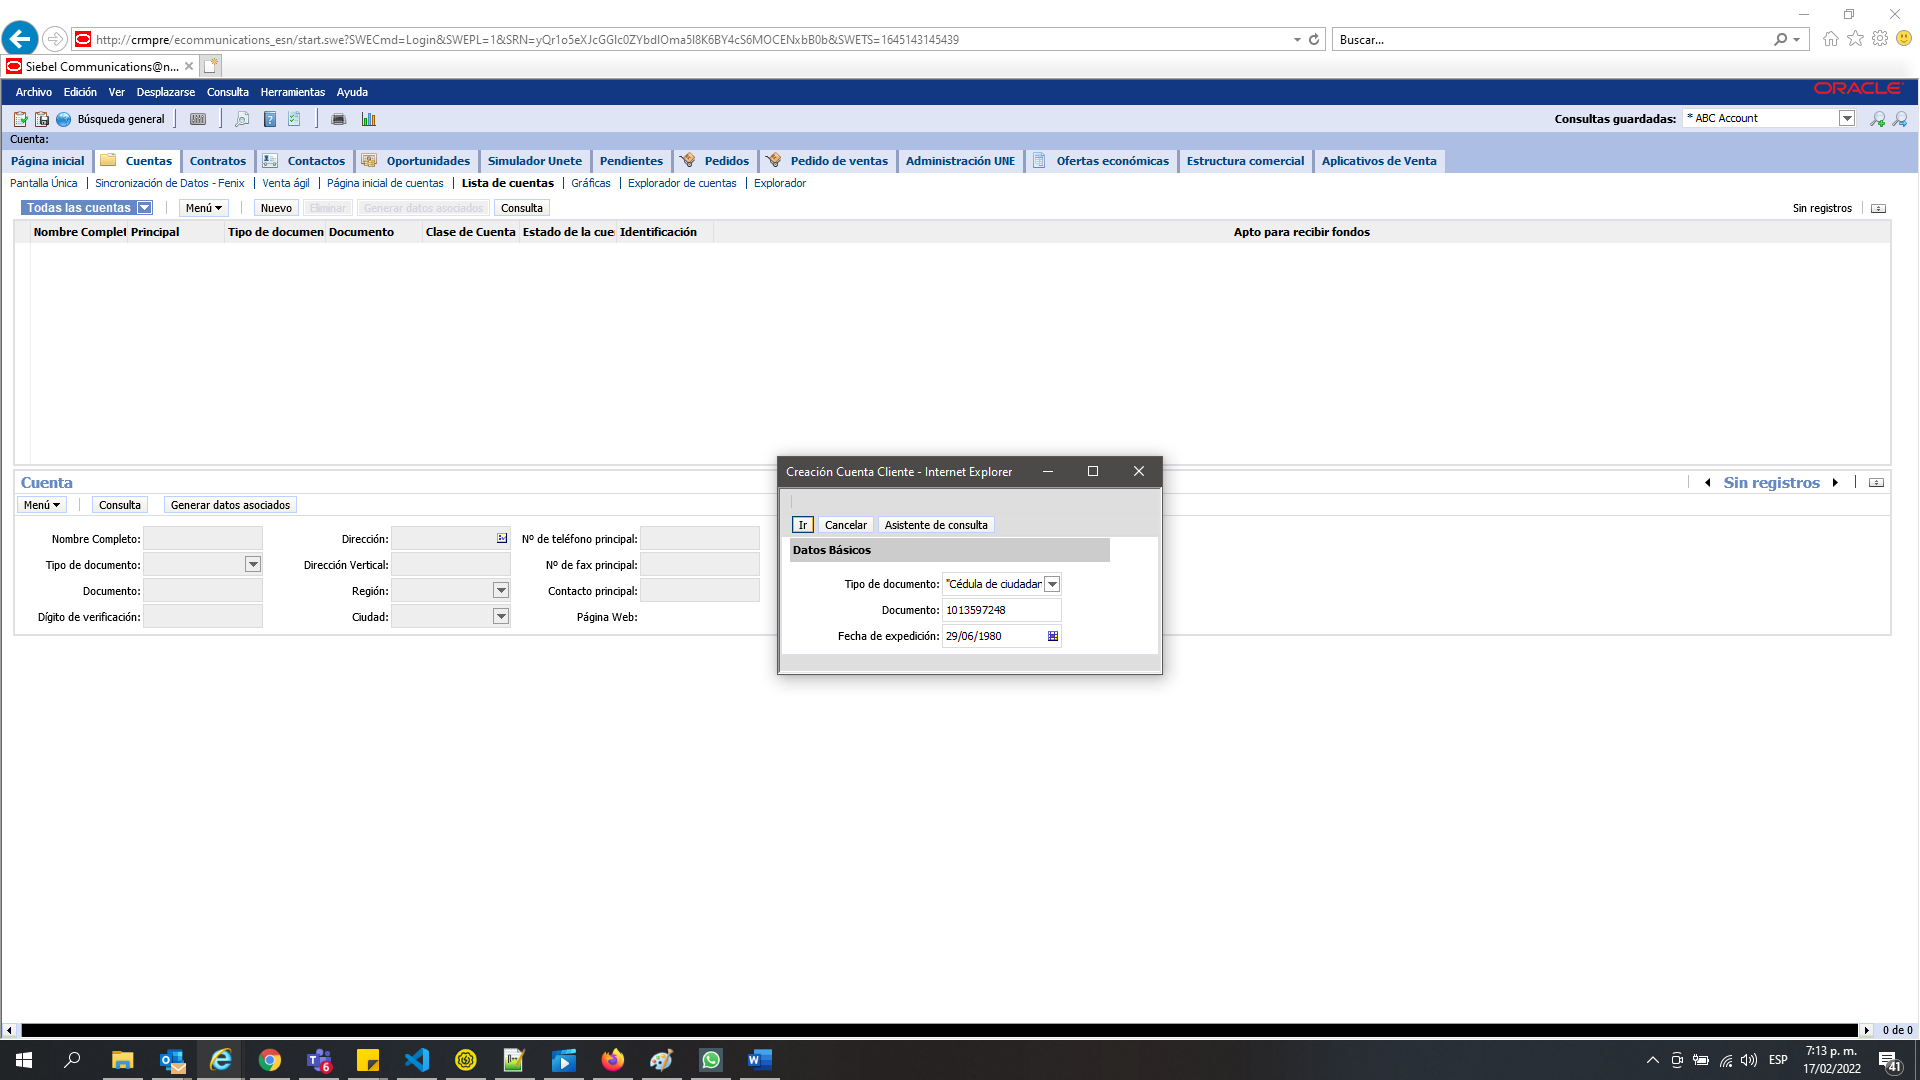 http://crmpre/ecommunications_esn/start.swe?SWECmd=Login&SWEPL=1&SRN=yQr1o5eXJcGGlc0ZYbdIOma5I8K6BY4cS6MOCENxbB0b&SWETS=1645143145439
Buscar...
Siebel Communications@n...
Archivo Edición Ver Desplazarse Consulta Herramientas Ayuda
ORACLE
Búsqueda general
Consultas guardadas: * ABC Account
Cuenta:
Página inicial Cuentas Contratos Contactos Oportunidades Simulador Unete Pendientes Pedidos Pedido de ventas Administración UNE Ofertas económicas Estructura comercial Aplicativos de Venta
Pantalla Única Sincronización de Datos - Fenix Venta ágil Página inicial de cuentas Lista de cuentas Gráficas Explorador de cuentas Explorador
Todas las cuentas Menú Nuevo Eliminar Generar datos asociados Consulta Sin registros
Nombre Complet Principal Tipo de documen Documento Clase de Cuenta Estado de la cue Identificación Apto para recibir fondos
Creación Cuenta Cliente - Internet Explorer
Ir Cancelar Asistente de consulta
Datos Básicos
Tipo de documento: "Cédula de ciudadar
Documento: 1013597248
Fecha de expedición: 29/06/1980
Cuenta
Sin registros
Menú Consulta Generar datos asociados
Nombre Completo: Dirección: Nº de teléfono principal:
Tipo de documento: Dirección Vertical: Nº de fax principal:
Documento: Región: Contacto principal:
Dígito de verificación: Ciudad: Página Web:
0 de 0
6
ESP
7:13 p. m.
17/02/2022
41